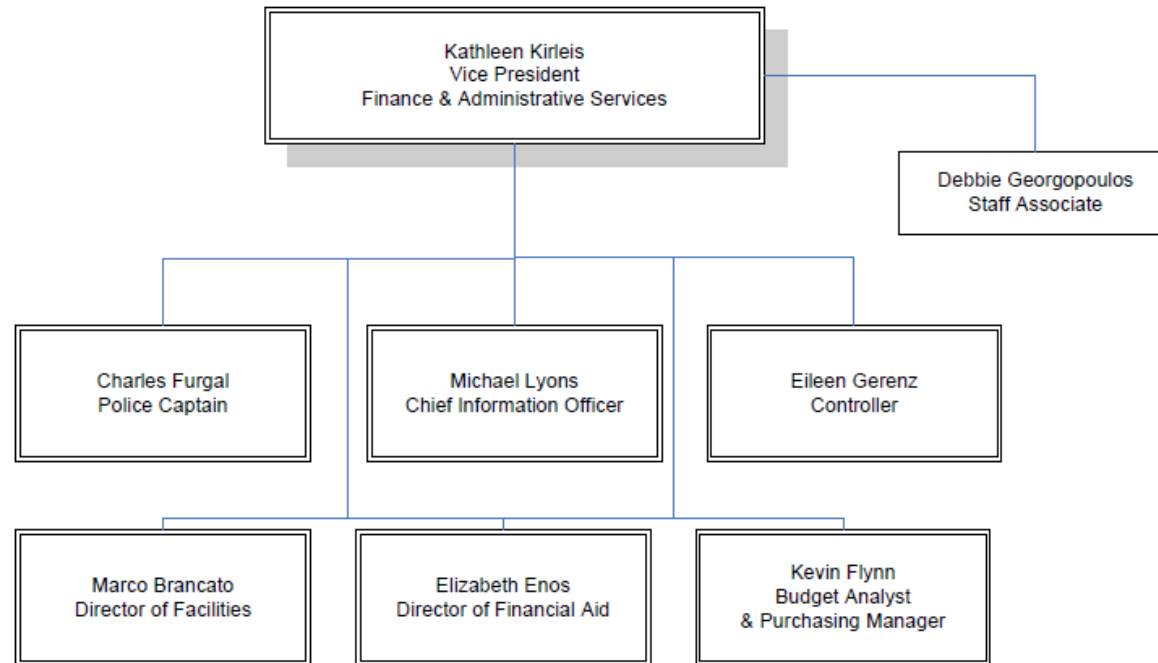 Kathleen Kirleis
Vice President
Finance & Administrative Services
Debbie Georgopoulos
Staff Associate
Charles Furgal
Police Captain
Michael Lyons
Chief Information Officer
Eileen Gerenz
Controller
Marco Brancato
Director of Facilities
Elizabeth Enos
Director of Financial Aid
Kevin Flynn
Budget Analyst
& Purchasing Manager